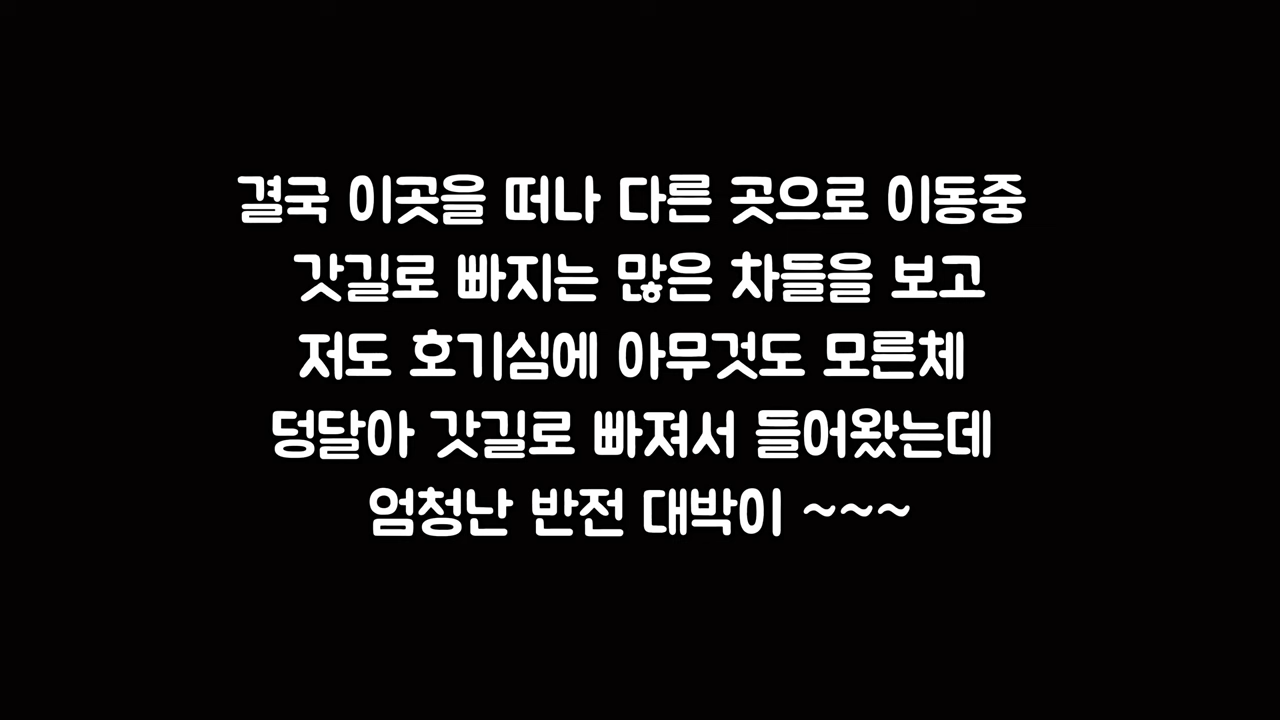 결국 이곳을 떠나 다른 곳으로 이동중
갓길로 빠지는 많은 차들을 보고
저도 호기심에 아무것도 모른체
덩달아 갓길로 빠져서 들어왔는데
엄청난 반전 대박이 ~~~